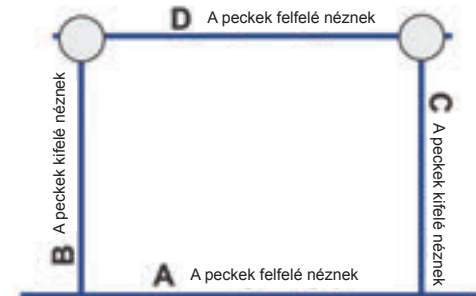 D A peckek felfelé néznek
B A peckek kifelé néznek
C A peckek kifelé néznek
A A peckek felfelé néznek